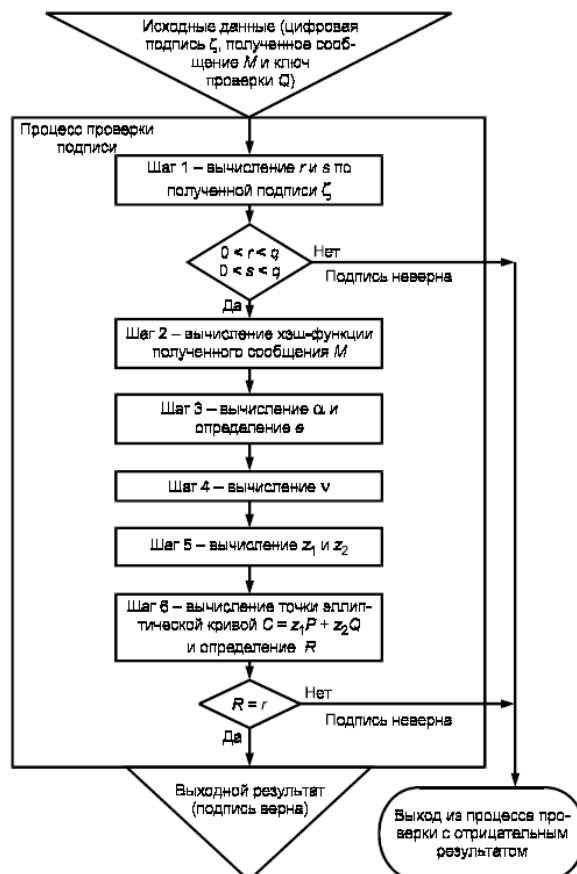 Исходные данные (цифровая
подпись ζ, полученное сооб-
щение M и ключ
проверки Q)
Процесс проверки
подписи
Шаг 1 – вычисление r и s по
полученной подписи ζ
0 < r < q
0 < s < q
Нет
Подпись неверна
Да
Шаг 2 – вычисление хэш-функции
полученного сообщения M
Шаг 3 – вычисление α и
определение e
Шаг 4 – вычисление ν
Шаг 5 – вычисление z₁ и z₂
Шаг 6 – вычисление точки эллип-
тической кривой C = z₁P + z₂Q
и определение R
R = r
Нет
Подпись неверна
Да
Выходной результат
(подпись верна)
Выход из процесса про-
верки с отрицательным
результатом